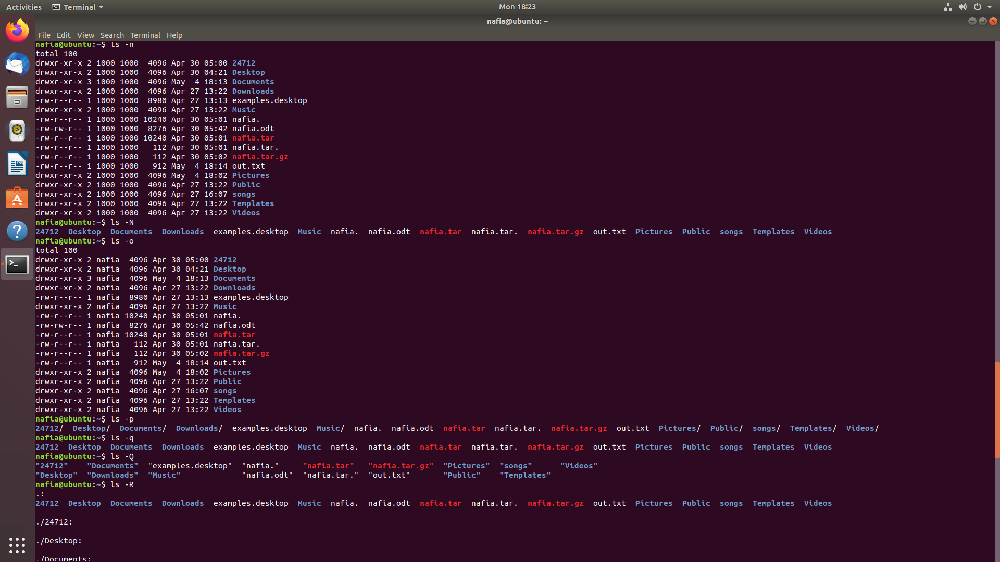 Activities Terminal Mon 18:23
nafia@ubuntu: ~
File Edit View Search Terminal Help
nafia@ubuntu:~$ ls -n
total 100
drwxr-xr-x 2 1000 1000  4096 Apr 30 05:00 24712
drwxr-xr-x 2 1000 1000  4096 Apr 30 04:21 Desktop
drwxr-xr-x 3 1000 1000  4096 May  4 18:13 Documents
drwxr-xr-x 2 1000 1000  4096 Apr 27 13:22 Downloads
-rw-r--r-- 1 1000 1000  8980 Apr 27 13:13 examples.desktop
drwxr-xr-x 2 1000 1000  4096 Apr 27 13:22 Music
-rw-r--r-- 1 1000 1000 10240 Apr 30 05:01 nafia.
-rw-rw-r-- 1 1000 1000  8276 Apr 30 05:42 nafia.odt
-rw-r--r-- 1 1000 1000 10240 Apr 30 05:01 nafia.tar
-rw-r--r-- 1 1000 1000   112 Apr 30 05:01 nafia.tar.
-rw-r--r-- 1 1000 1000   112 Apr 30 05:02 nafia.tar.gz
-rw-r--r-- 1 1000 1000   912 May  4 18:14 out.txt
drwxr-xr-x 2 1000 1000  4096 May  4 18:02 Pictures
drwxr-xr-x 2 1000 1000  4096 Apr 27 13:22 Public
drwxr-xr-x 2 1000 1000  4096 Apr 27 16:07 songs
drwxr-xr-x 2 1000 1000  4096 Apr 27 13:22 Templates
drwxr-xr-x 2 1000 1000  4096 Apr 27 13:22 Videos
nafia@ubuntu:~$ ls -N
24712  Desktop  Documents  Downloads  examples.desktop  Music  nafia.  nafia.odt  nafia.tar  nafia.tar.  nafia.tar.gz  out.txt  Pictures  Public  songs  Templates  Videos
nafia@ubuntu:~$ ls -o
total 100
drwxr-xr-x 2 nafia  4096 Apr 30 05:00 24712
drwxr-xr-x 2 nafia  4096 Apr 30 04:21 Desktop
drwxr-xr-x 3 nafia  4096 May  4 18:13 Documents
drwxr-xr-x 2 nafia  4096 Apr 27 13:22 Downloads
-rw-r--r-- 1 nafia  8980 Apr 27 13:13 examples.desktop
drwxr-xr-x 2 nafia  4096 Apr 27 13:22 Music
-rw-r--r-- 1 nafia 10240 Apr 30 05:01 nafia.
-rw-rw-r-- 1 nafia  8276 Apr 30 05:42 nafia.odt
-rw-r--r-- 1 nafia 10240 Apr 30 05:01 nafia.tar
-rw-r--r-- 1 nafia   112 Apr 30 05:01 nafia.tar.
-rw-r--r-- 1 nafia   112 Apr 30 05:02 nafia.tar.gz
-rw-r--r-- 1 nafia   912 May  4 18:14 out.txt
drwxr-xr-x 2 nafia  4096 May  4 18:02 Pictures
drwxr-xr-x 2 nafia  4096 Apr 27 13:22 Public
drwxr-xr-x 2 nafia  4096 Apr 27 16:07 songs
drwxr-xr-x 2 nafia  4096 Apr 27 13:22 Templates
drwxr-xr-x 2 nafia  4096 Apr 27 13:22 Videos
nafia@ubuntu:~$ ls -p
24712/  Desktop/  Documents/  Downloads/  examples.desktop  Music/  nafia.  nafia.odt  nafia.tar  nafia.tar.  nafia.tar.gz  out.txt  Pictures/  Public/  songs/  Templates/  Videos/
nafia@ubuntu:~$ ls -q
24712  Desktop  Documents  Downloads  examples.desktop  Music  nafia.  nafia.odt  nafia.tar  nafia.tar.  nafia.tar.gz  out.txt  Pictures  Public  songs  Templates  Videos
nafia@ubuntu:~$ ls -Q
"24712"    "Documents"  "examples.desktop"  "nafia."     "nafia.tar"   "nafia.tar.gz"  "Pictures"  "songs"      "Videos"
"Desktop"  "Downloads"  "Music"             "nafia.odt"  "nafia.tar."  "out.txt"       "Public"    "Templates"
nafia@ubuntu:~$ ls -R
.:
24712  Desktop  Documents  Downloads  examples.desktop  Music  nafia.  nafia.odt  nafia.tar  nafia.tar.  nafia.tar.gz  out.txt  Pictures  Public  songs  Templates  Videos
./24712:
./Desktop:
./Documents: